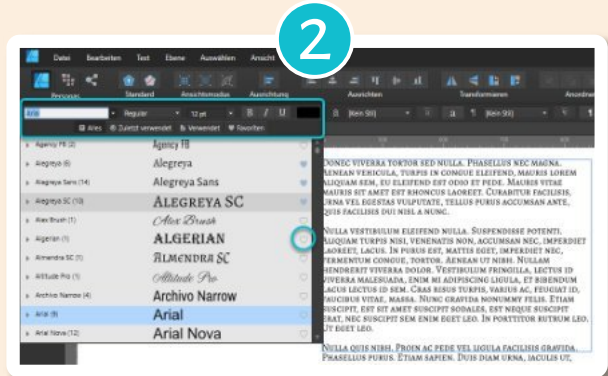 2
Datei Bearbeiten Text Ebene Auswählen Ansicht
Personas Standard Ansichtsmodus Ausrichtung Ausrichten Transformieren Anordnen
Arial Regular 12 pt B I U a [Kein Stil] a ¶ [Kein Stil]
Alles Zuletzt verwendet Verwendet Favoriten
Agency FB (2) Agency FB
Alegreya (6) Alegreya
Alegreya Sans (14) Alegreya Sans
Alegreya SC (10) Alegreya SC
Alex Brush (1) Alex Brush
Algerian (1) ALGERIAN
Almendra SC (1) Almendra SC
Altitude Pro (1) Altitude Pro
Archivo Narrow (4) Archivo Narrow
Arial (9) Arial
Arial Nova (12) Arial Nova
Donec viverra tortor sed nulla. Phasellus nec magna.
Aenean vehicula, turpis in congue eleifend, mauris lorem
aliquam sem, eu eleifend est odio et pede. Mauris vitae
mauris sit amet est rhoncus laoreet. Curabitur facilisis,
urna vel egestas vulputate, tellus purus accumsan ante,
quis facilisis dui nisl a nunc.
Nulla vestibulum eleifend nulla. Suspendisse potenti.
Aliquam turpis nisi, venenatis non, accumsan nec, imperdiet
laoreet, lacus. In purus est, mattis eget, imperdiet nec,
fermentum congue, tortor. Aenean ut nibh. Nullam
hendrerit viverra dolor. Vestibulum fringilla, lectus id
viverra malesuada, enim mi adipiscing ligula, et bibendum
lacus lectus id sem. Cras risus turpis, varius ac, feugiat id,
faucibus vitae, massa. Nunc gravida nonummy felis. Etiam
suscipit, est sit amet suscipit sodales, est neque suscipit
erat, nec suscipit sem enim eget leo. In porttitor rutrum leo.
Ut eget leo.
Nulla quis nibh. Proin ac pede vel ligula facilisis gravida.
Phasellus purus. Etiam sapien. Duis diam urna, iaculis ut,